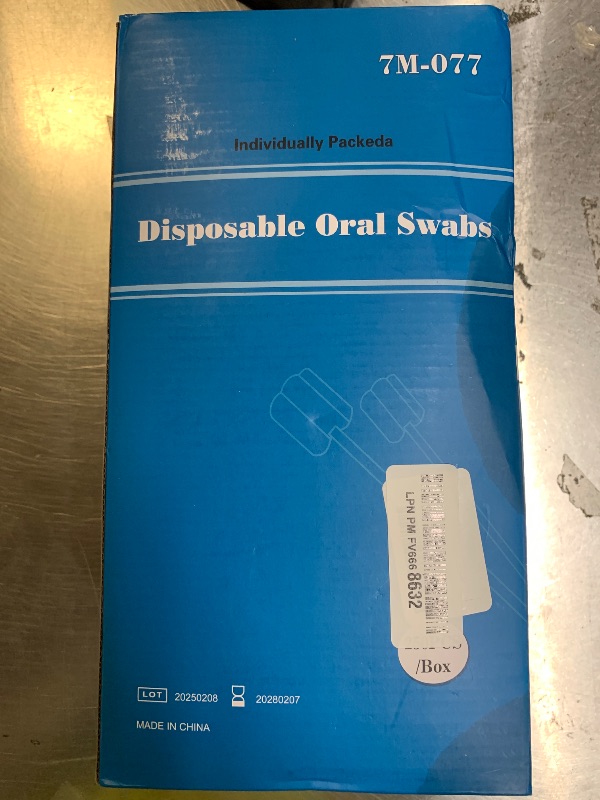 7M-077
Individually Packeda
Disposable Oral Swabs
LPN PM FV666 8632
/Box
LOT 20250208 20280207
MADE IN CHINA